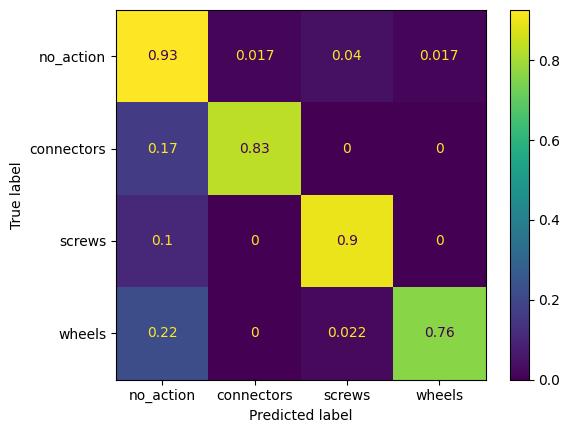 no_action 0.93 0.017 0.04 0.017
connectors 0.17 0.83 0 0
screws 0.1 0 0.9 0
wheels 0.22 0 0.022 0.76
no_action connectors screws wheels
Predicted label
True label
0.8
0.6
0.4
0.2
0.0